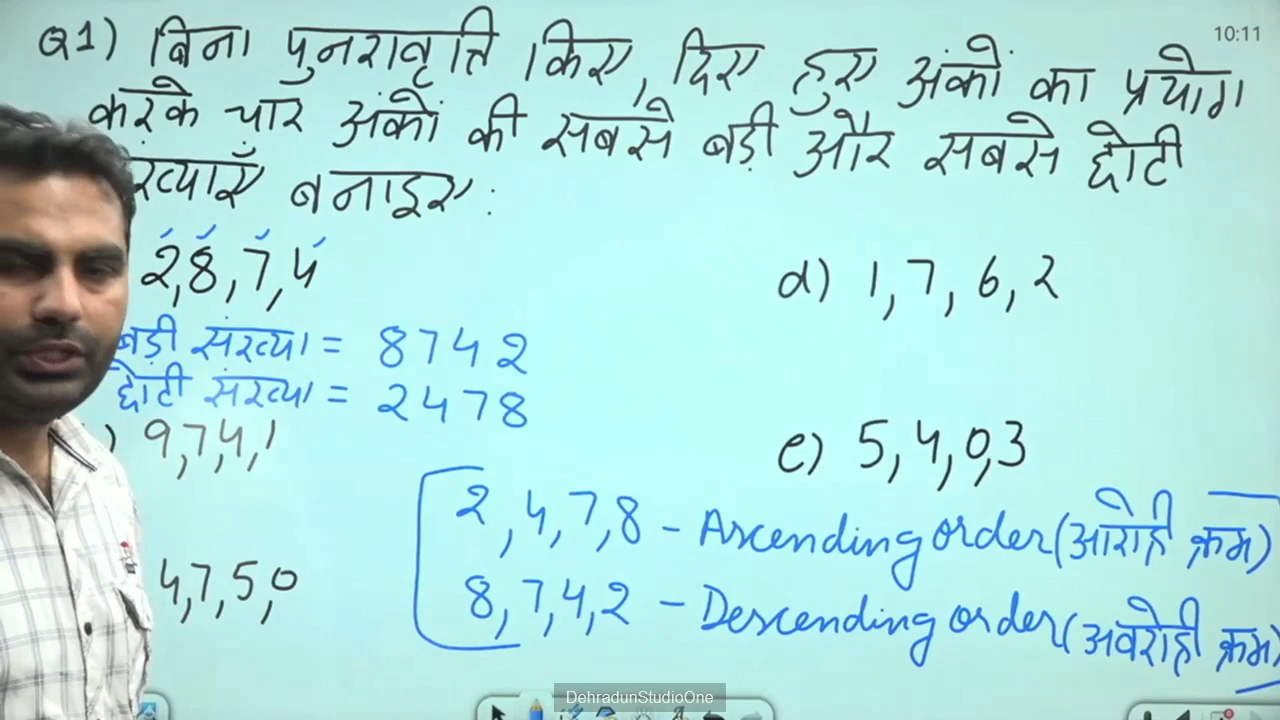 10:11
Q1) बिना पुनरावृत्ति किए, दिए हुए अंकों का प्रयोग
करके चार अंकों की सबसे बड़ी और सबसे छोटी
संख्याएँ बनाइए :
2,8,7,4
बड़ी संख्या = 8742
छोटी संख्या = 2478
) 9,7,4,1
4,7,5,0
d) 1,7,6,2
e) 5,4,0,3
2,4,7,8 - Ascending order (आरोही क्रम)
8,7,4,2 - Descending order (अवरोही क्रम)
DehradunStudioOne